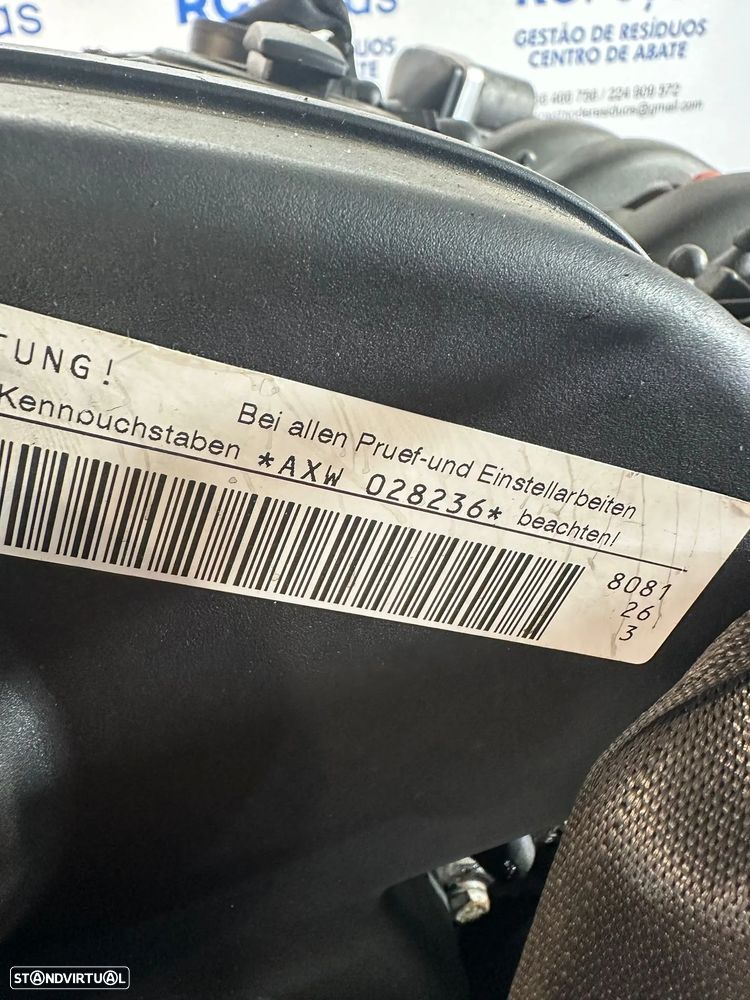 GESTÃO DE RESÍDUOS
CENTRO DE ABATE
TUNG!
Bei allen Pruef-und Einstellarbeiten
Kennbuchstaben *AXW 028236* beachten!
8081
26
3
STANDVIRTUAL